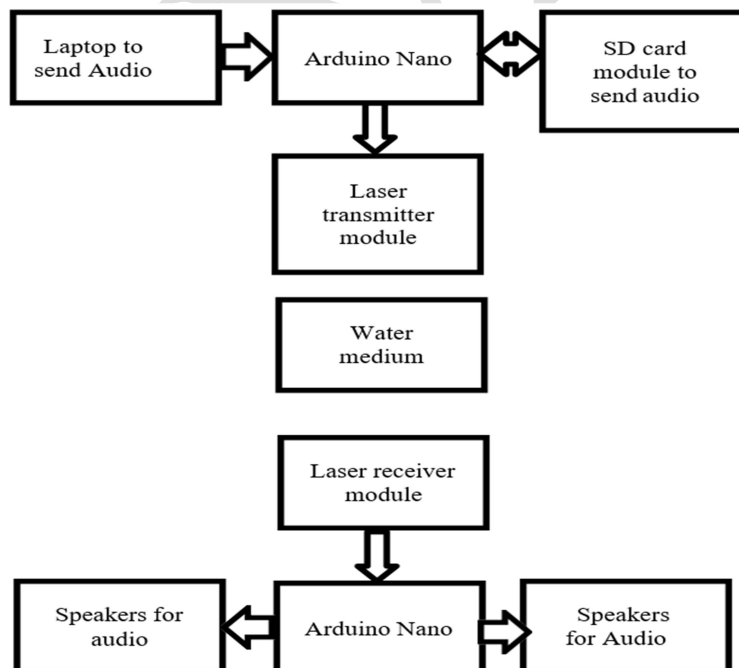 Laptop to
send Audio
Arduino Nano
SD card
module to
send audio
Laser
transmitter
module
Water
medium
Laser receiver
module
Speakers for
audio
Arduino Nano
Speakers
for Audio